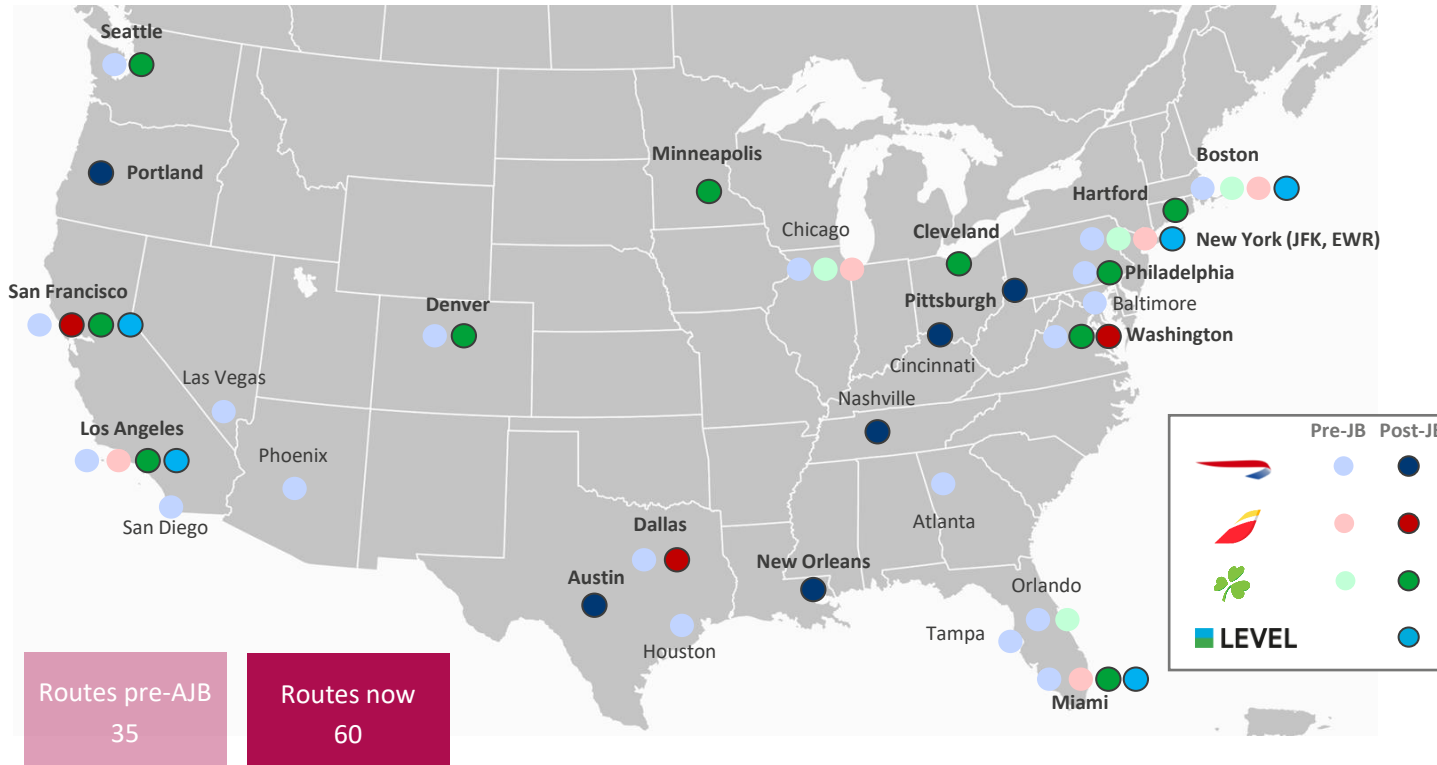 Seattle
Portland
Minneapolis
Boston
Hartford
Chicago
Cleveland
New York (JFK, EWR)
Philadelphia
San Francisco
Denver
Pittsburgh
Baltimore
Washington
Cincinnati
Las Vegas
Nashville
Los Angeles
Phoenix
San Diego
Atlanta
Dallas
New Orleans
Austin
Orlando
Tampa
Houston
Miami
Pre-JB Post-JB
LEVEL
Routes pre-AJB
35
Routes now
60